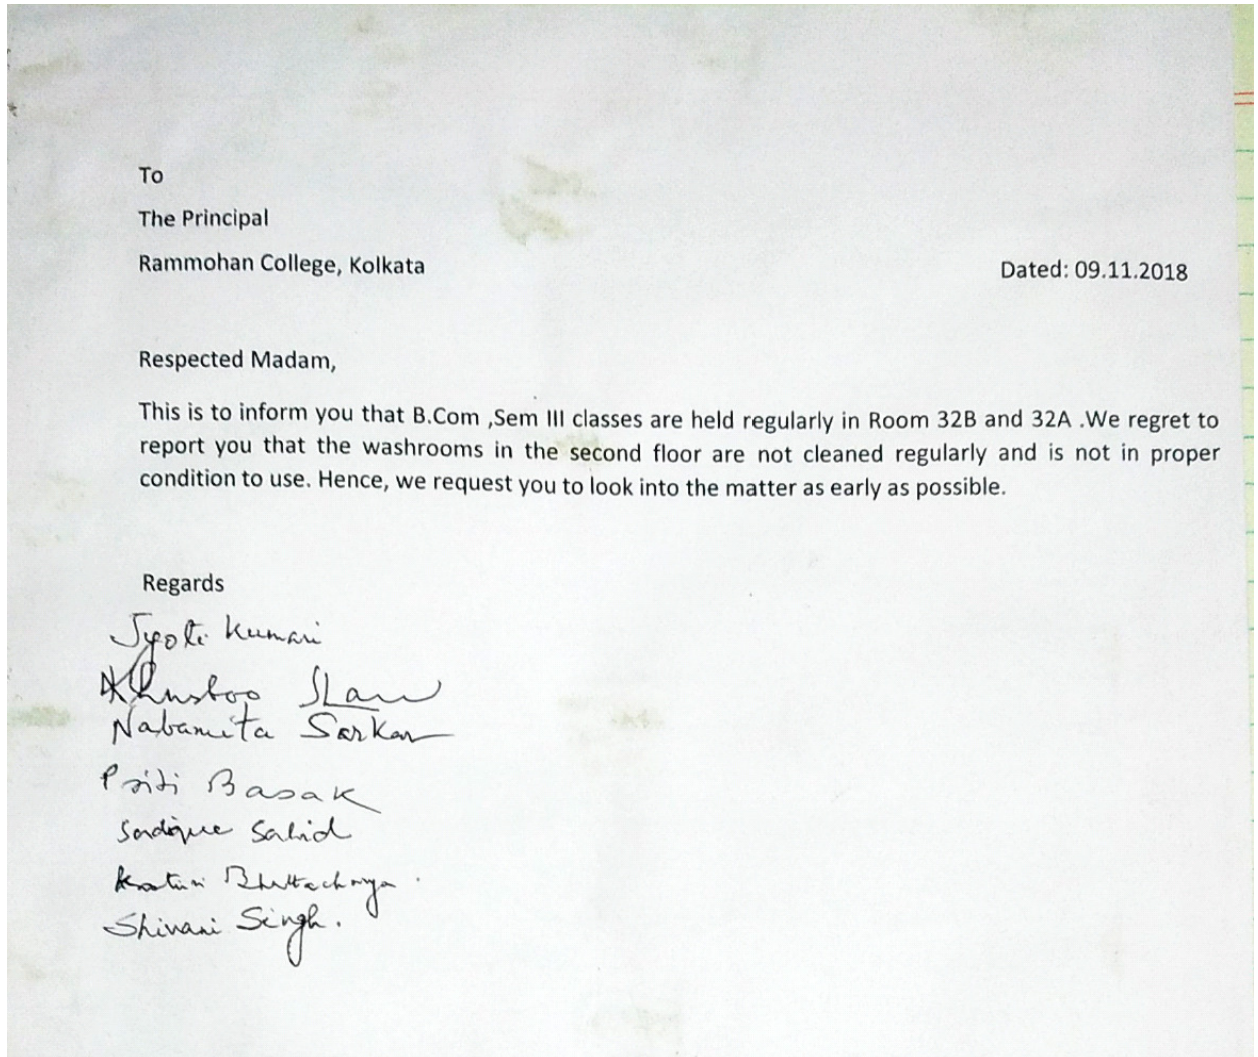 To
The Principal
Rammohan College, Kolkata
Dated: 09.11.2018
Respected Madam,
This is to inform you that B.Com ,Sem III classes are held regularly in Room 32B and 32A .We regret to
report you that the washrooms in the second floor are not cleaned regularly and is not in proper
condition to use. Hence, we request you to look into the matter as early as possible.
Regards
Jyoti Kumari
Khusboo
Nabamita Sarkar
Priti Basak
Sadique Sahid
Bhattacharya.
Shivani Singh.